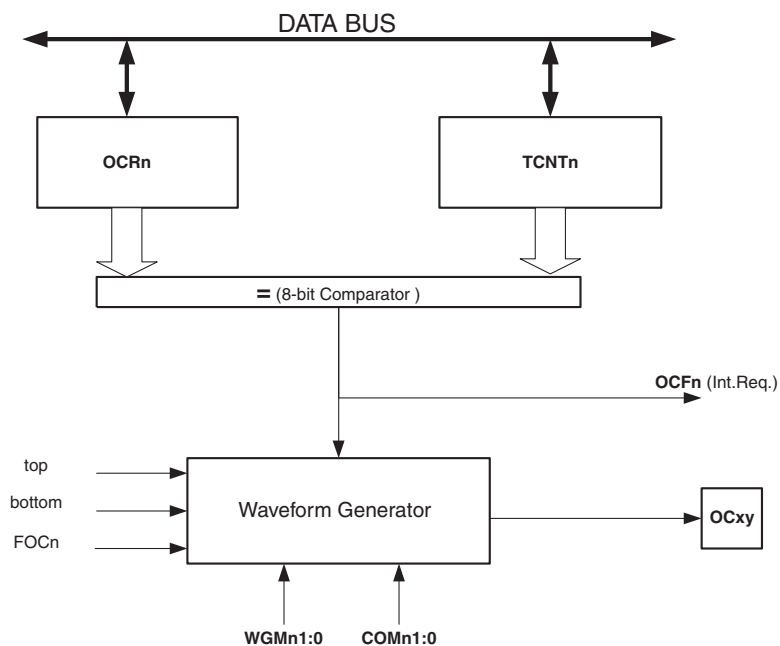 DATA BUS
OCRn
TCNTn
= (8-bit Comparator )
OCFn (Int.Req.)
top
bottom
FOCn
Waveform Generator
OCxy
WGMn1:0
COMn1:0